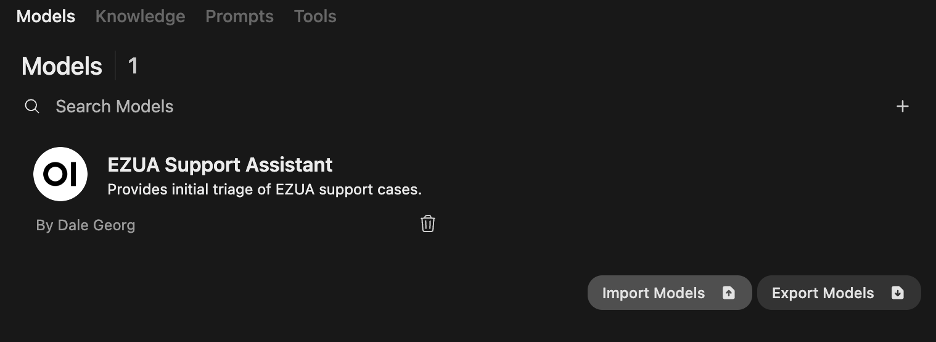 Models Knowledge Prompts Tools
Models 1
Search Models
OI
EZUA Support Assistant
Provides initial triage of EZUA support cases.
By Dale Georg
Import Models Export Models